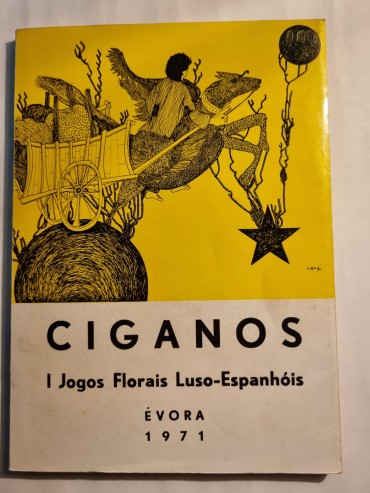 CIGANOS
I Jogos Florais Luso-Espanhóis
ÉVORA
1971